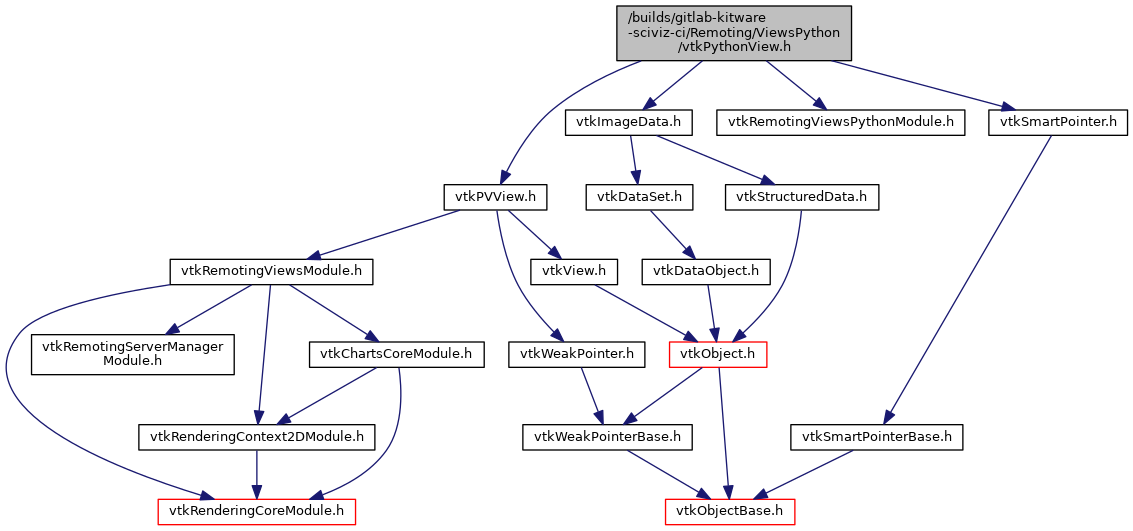 /builds/gitlab-kitware
-sciviz-ci/Remoting/ViewsPython
/vtkPythonView.h
vtkImageData.h
vtkRemotingViewsPythonModule.h
vtkSmartPointer.h
vtkPVView.h
vtkDataSet.h
vtkStructuredData.h
vtkRemotingViewsModule.h
vtkView.h
vtkDataObject.h
vtkRemotingServerManager
Module.h
vtkChartsCoreModule.h
vtkWeakPointer.h
vtkObject.h
vtkRenderingContext2DModule.h
vtkWeakPointerBase.h
vtkSmartPointerBase.h
vtkRenderingCoreModule.h
vtkObjectBase.h